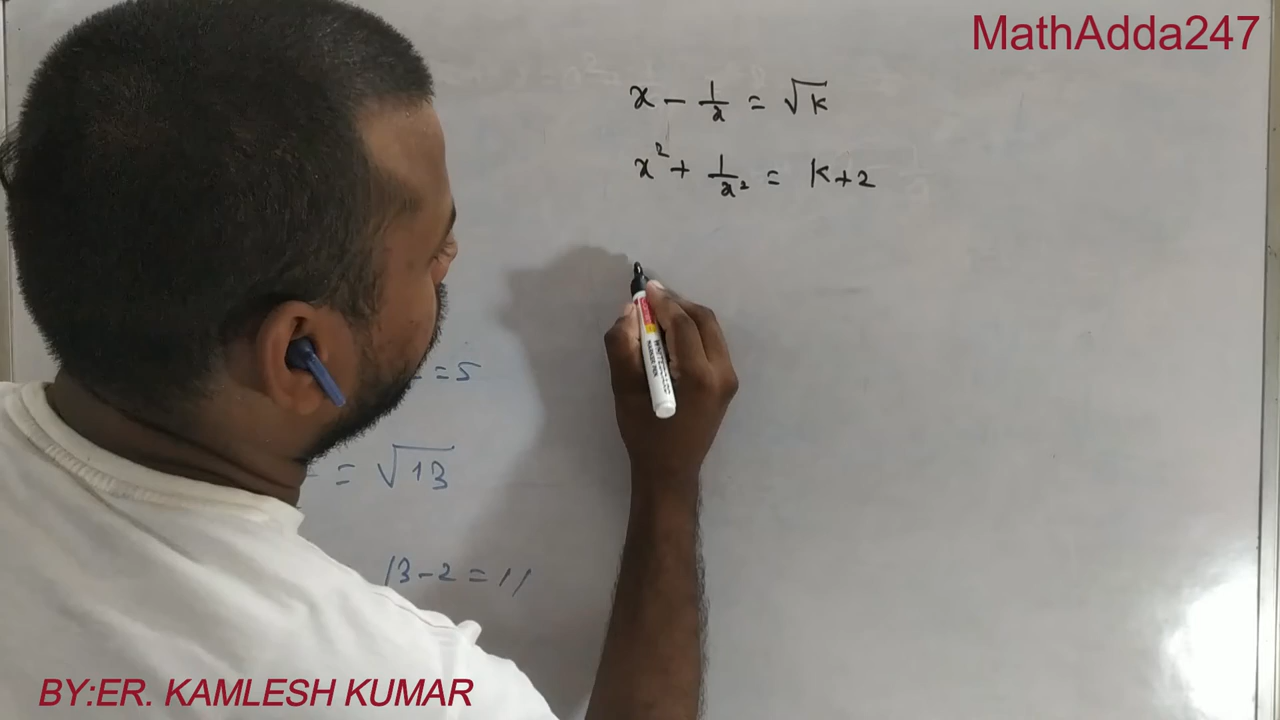 MathAdda247
x - 1/x = √K
x² + 1/x² = K+2
=5
= √13
13-2=11
BY:ER. KAMLESH KUMAR